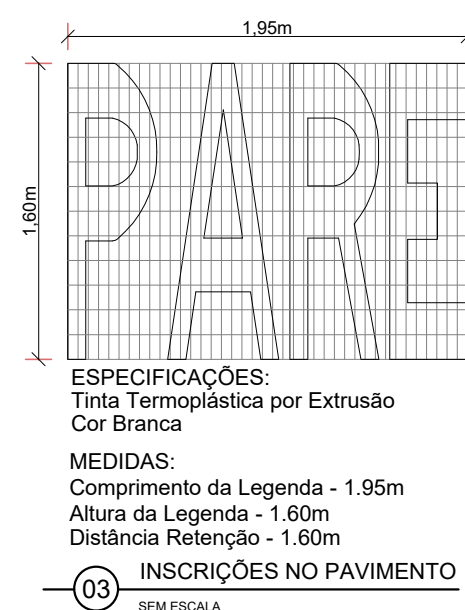 1,95m
1,60m
PARE
ESPECIFICAÇÕES:
Tinta Termoplástica por Extrusão
Cor Branca
MEDIDAS:
Comprimento da Legenda - 1.95m
Altura da Legenda - 1.60m
Distância Retenção - 1.60m
03 INSCRIÇÕES NO PAVIMENTO
SEM ESCALA